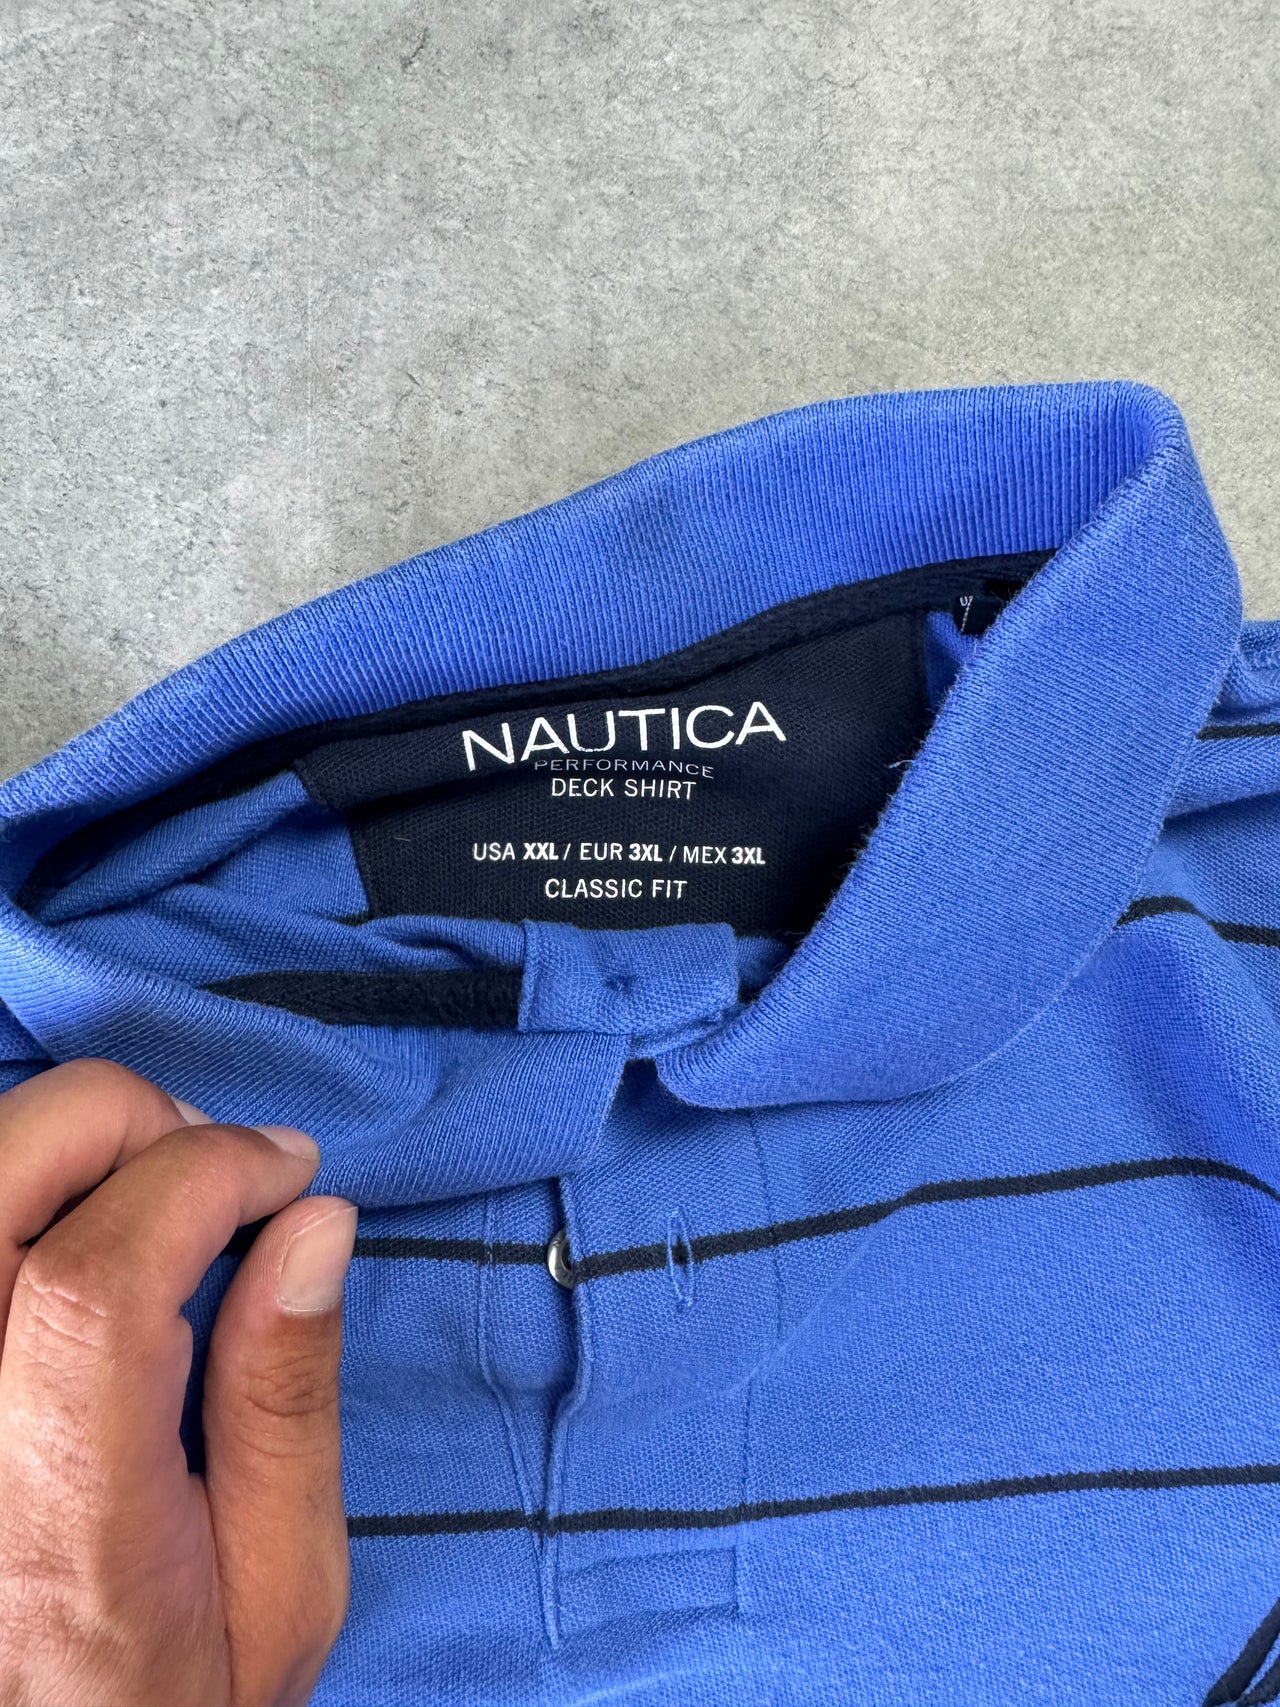 NAUTICA
PERFORMANCE
DECK SHIRT
USA XXL / EUR 3XL / MEX 3XL
CLASSIC FIT